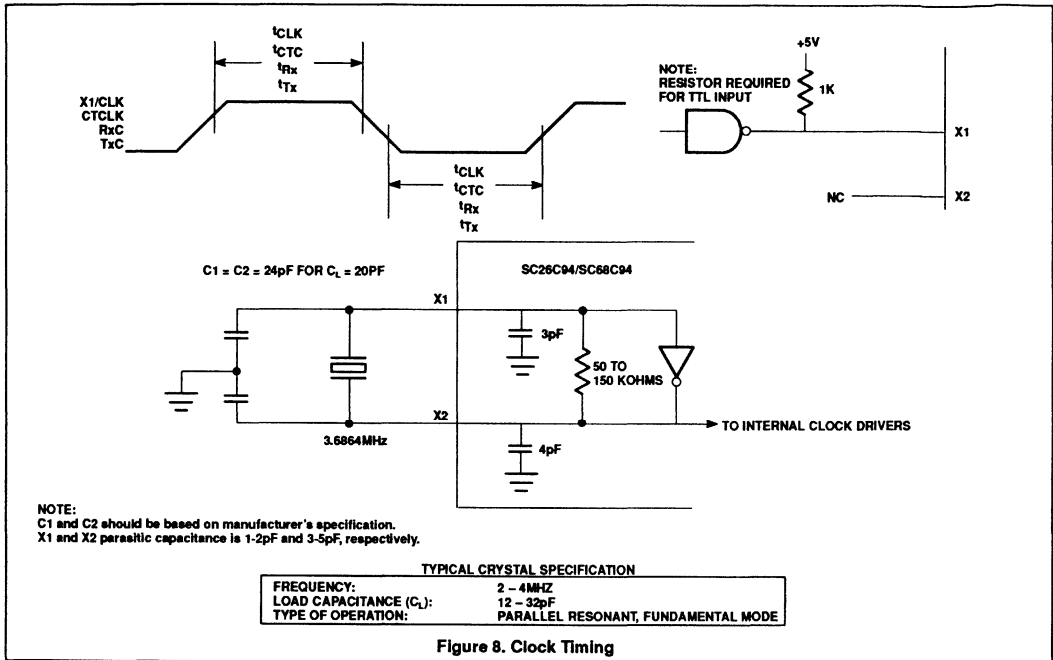 tCLK
tCTC
tRx
tTx
X1/CLK
CTCLK
RxC
TxC
tCLK
tCTC
tRx
tTx
NOTE:
RESISTOR REQUIRED
FOR TTL INPUT
+5V
1K
X1
NC
X2
C1 = C2 = 24pF FOR CL = 20PF
SC26C94/SC68C94
X1
3pF
50 TO
150 KOHMS
X2
TO INTERNAL CLOCK DRIVERS
3.6864MHz
4pF
NOTE:
C1 and C2 should be based on manufacturer's specification.
X1 and X2 parasitic capacitance is 1-2pF and 3-5pF, respectively.
TYPICAL CRYSTAL SPECIFICATION
FREQUENCY: 2 – 4MHZ
LOAD CAPACITANCE (CL): 12 – 32pF
TYPE OF OPERATION: PARALLEL RESONANT, FUNDAMENTAL MODE
Figure 8. Clock Timing